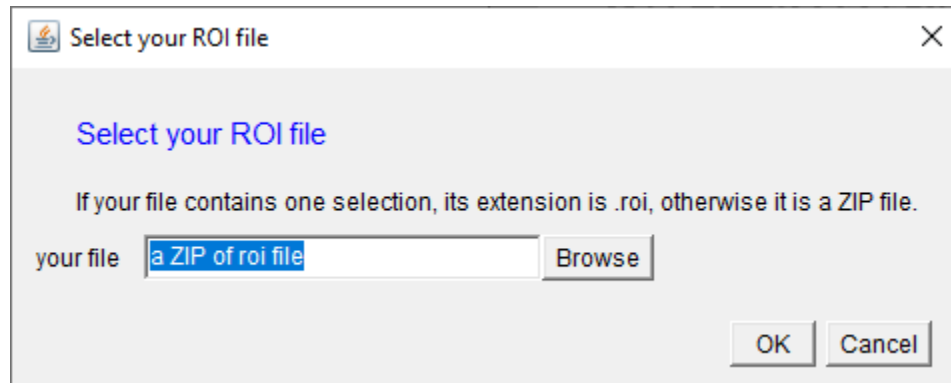 Select your ROI file
Select your ROI file
If your file contains one selection, its extension is .roi, otherwise it is a ZIP file.
your file a ZIP of roi file Browse
OK Cancel